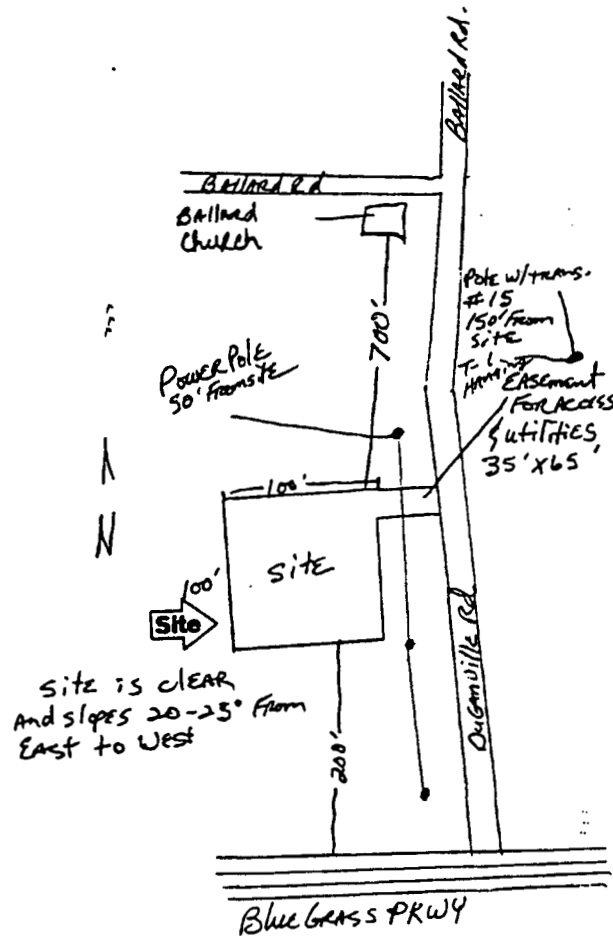 Ballard Rd.
Ballard Rd
Ballard
Church
Pole w/trans.
#15
150' From
Site
700'
Power Pole
50' From site
Easement
For Access
& utilities
35' x 65'
100'
N
Site
100'
Site
Site is clear
And slopes 20-25° From
East to West
Duganville Rd.
200'
Blue Grass PKWY